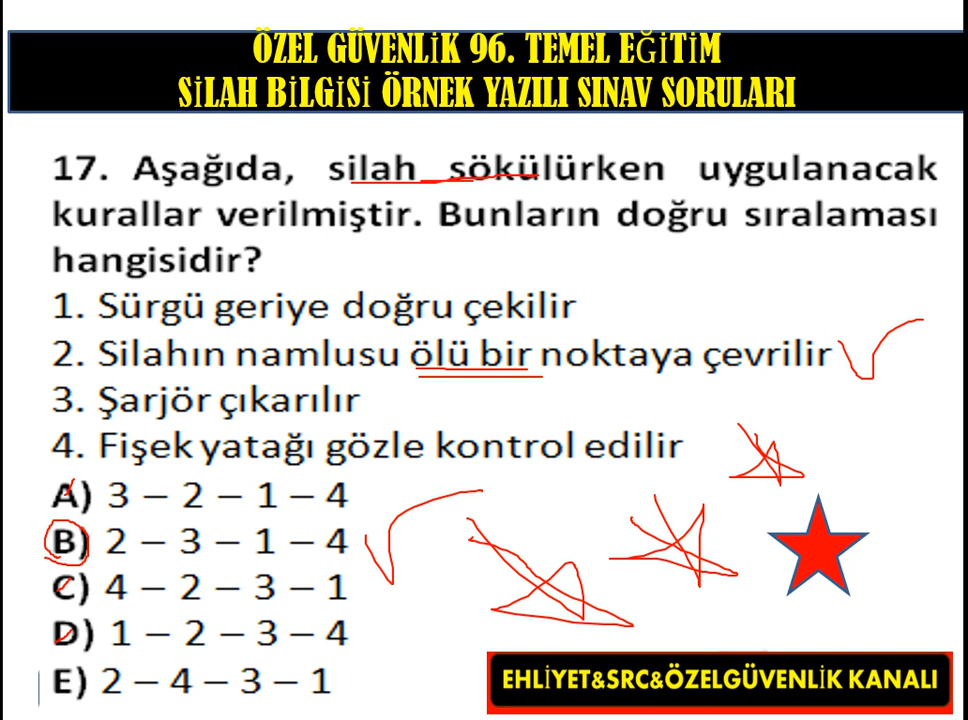 ÖZEL GÜVENLİK 96. TEMEL EĞİTİM
SİLAH BİLGİSİ ÖRNEK YAZILI SINAV SORULARI
17. Aşağıda, silah sökülürken uygulanacak
kurallar verilmiştir. Bunların doğru sıralaması
hangisidir?
1. Sürgü geriye doğru çekilir
2. Silahın namlusu ölü bir noktaya çevrilir
3. Şarjör çıkarılır
4. Fişek yatağı gözle kontrol edilir
A) 3 – 2 – 1 – 4
B) 2 – 3 – 1 – 4
C) 4 – 2 – 3 – 1
D) 1 – 2 – 3 – 4
E) 2 – 4 – 3 – 1
EHLİYET&SRC&ÖZELGÜVENLİK KANALI